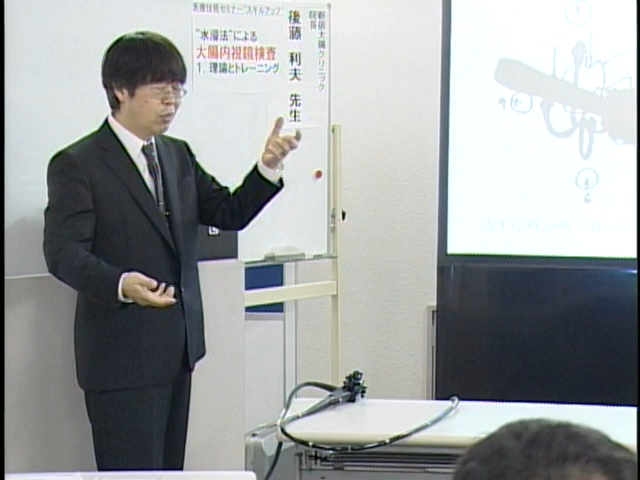 医療技術セミナー"スキルアップ"
"水浸法"による
大腸内視鏡検査
1．理論とトレーニング
新宿大腸クリニック
院長
後藤 利夫 先生